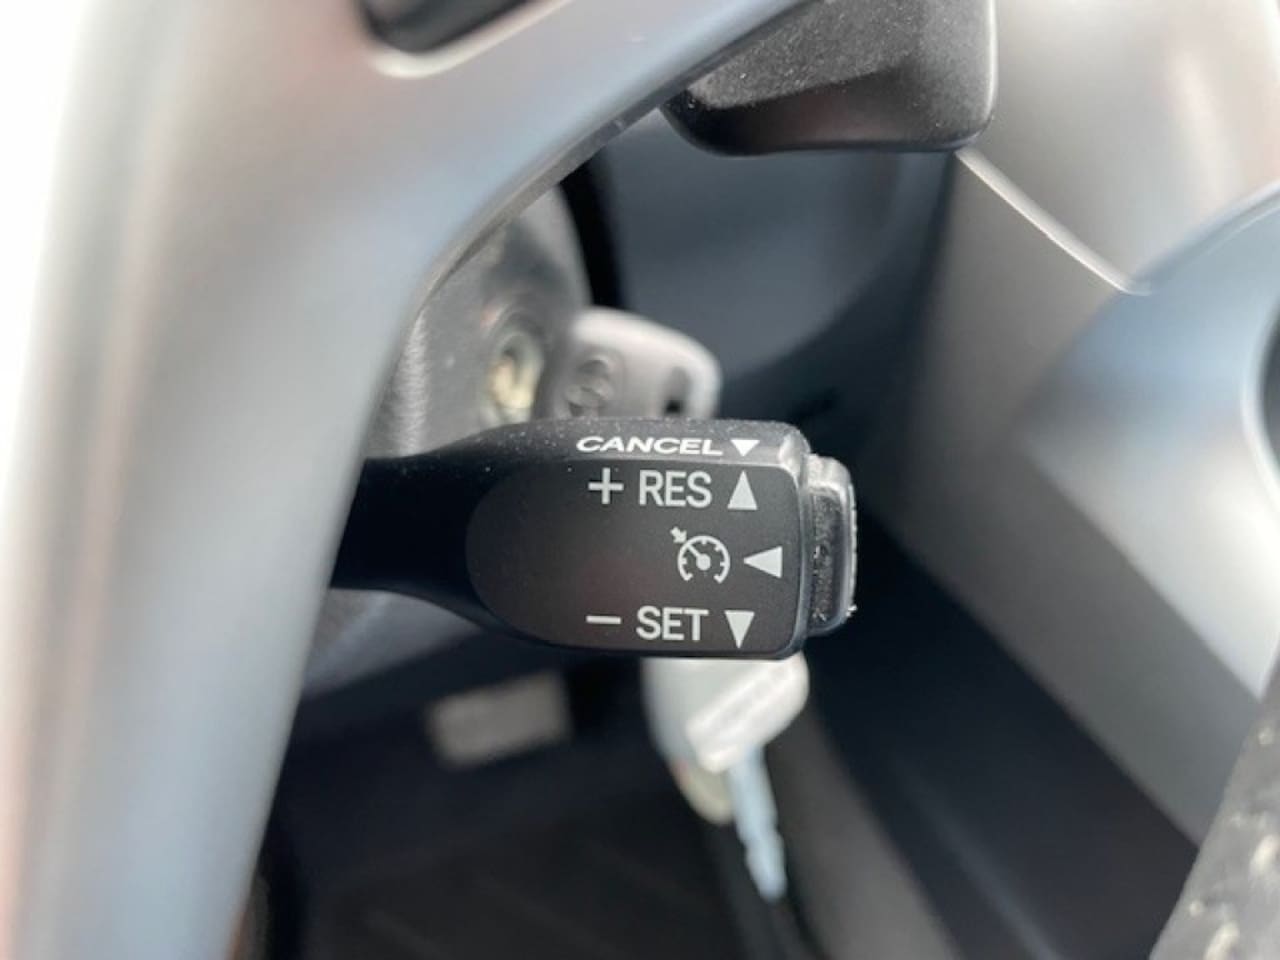 CANCEL ▼
+ RES ▲
◀
− SET ▼